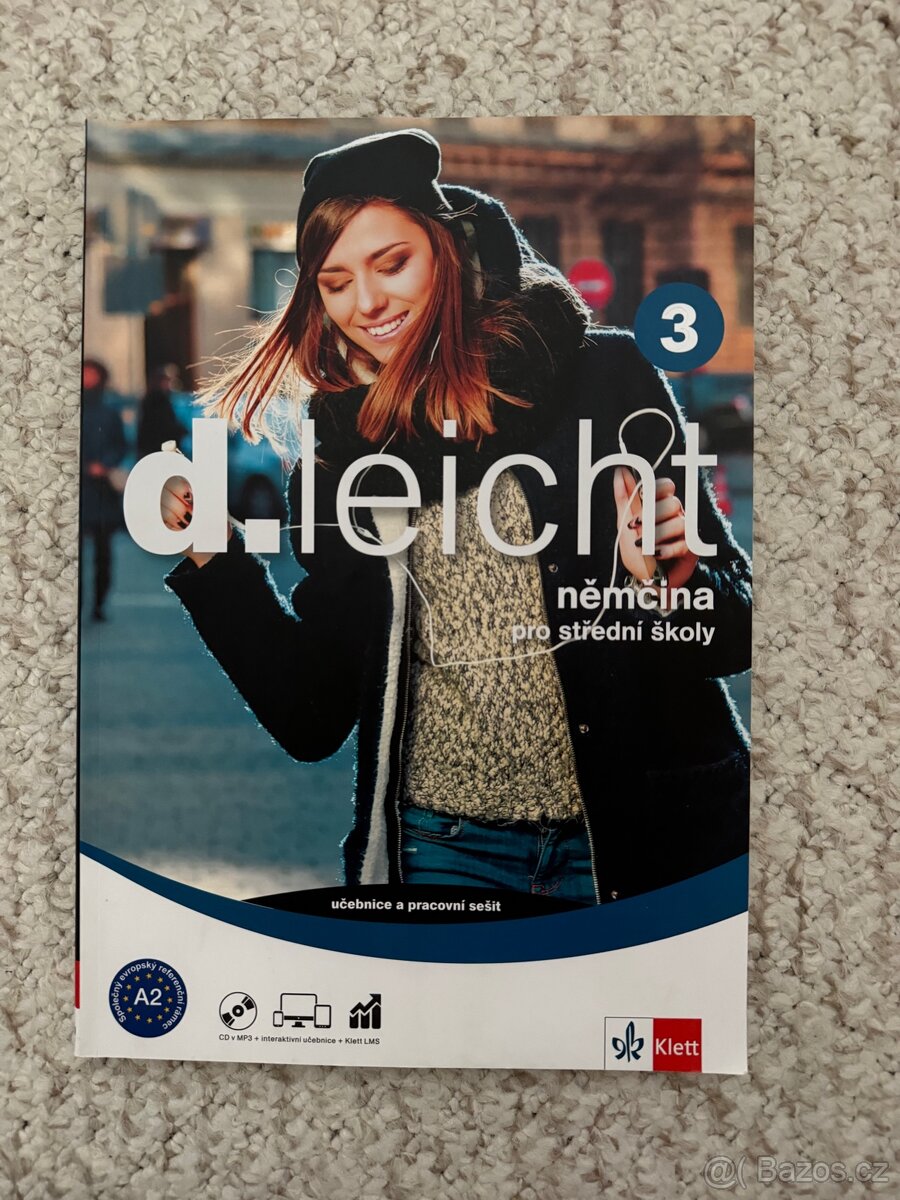 3
d.leicht
němčina
pro střední školy
učebnice a pracovní sešit
Společný evropský referenční rámec
A2
CD v MP3 + interaktivní učebnice + Klett LMS
Klett
@( Bazos.cz